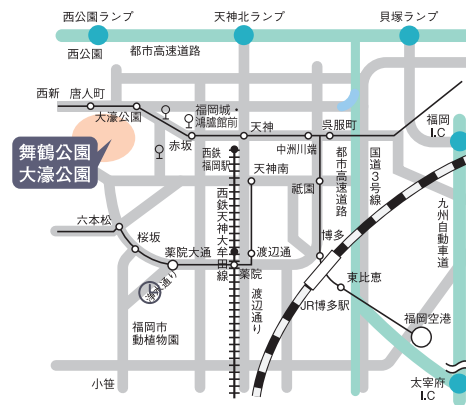 西公園ランプ
天神北ランプ
貝塚ランプ
西公園
都市高速道路
西新
唐人町
大濠公園
福岡城・
鴻臚館前
赤坂
天神
中洲川端
呉服町
福岡
I.C
舞鶴公園
大濠公園
西鉄
福岡駅
天神南
祇園
都市高速道路
国道3号線
九州自動車道
西鉄天神大牟田線
六本松
桜坂
薬院大通
薬院
渡辺通
博多
東比恵
JR博多駅
渡辺通り
福岡空港
福岡市
動植物園
小笹
太宰府
I.C